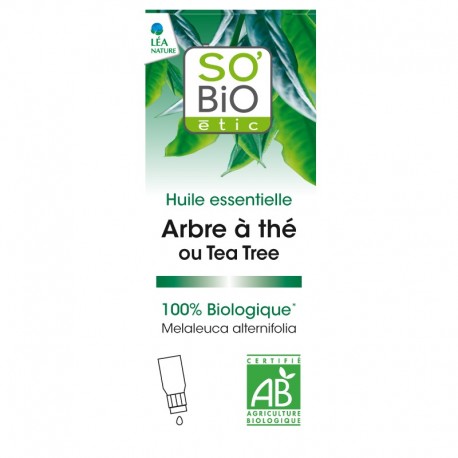 LÉA
NATURE
SO'
BiO
étic
Huile essentielle
Arbre à thé
ou Tea Tree
100% Biologique*
Melaleuca alternifolia
CERTIFIÉ
AB
AGRICULTURE
BIOLOGIQUE